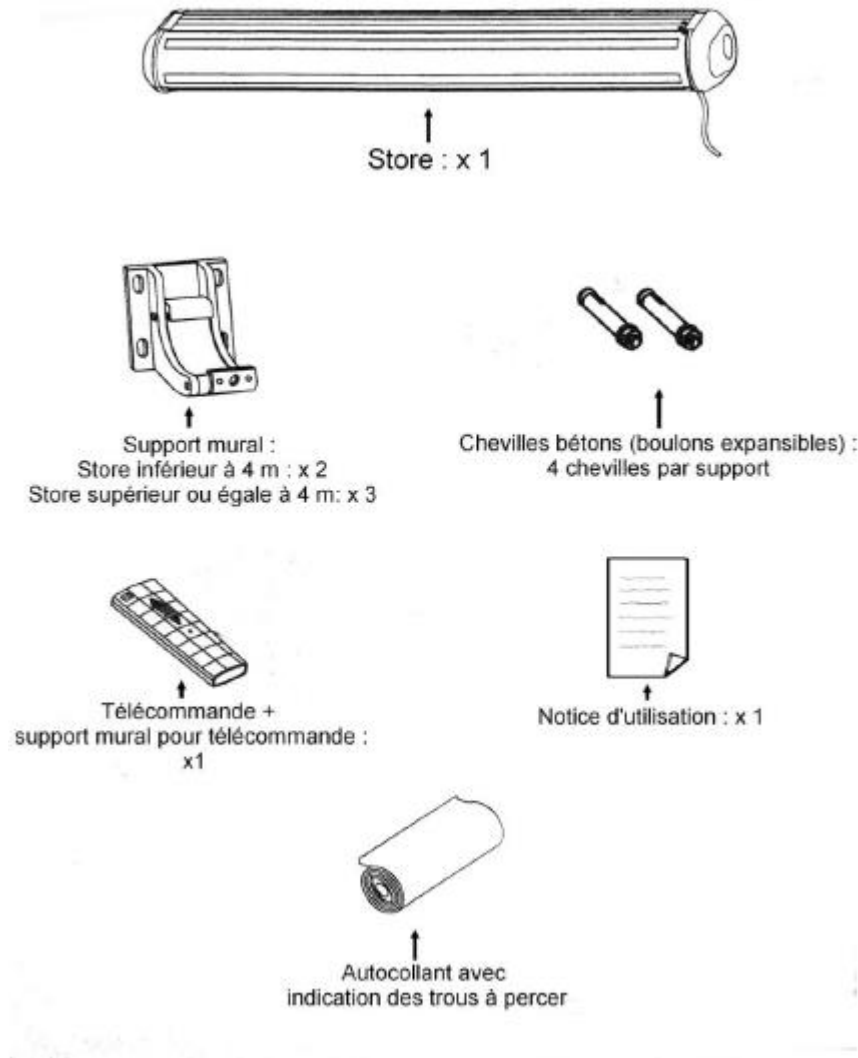 Store : x 1
Support mural :
Store inférieur à 4 m : x 2
Store supérieur ou égale à 4 m: x 3
Chevilles bétons (boulons expansibles) :
4 chevilles par support
Télécommande +
support mural pour télécommande :
x1
Notice d'utilisation : x 1
Autocollant avec
indication des trous à percer